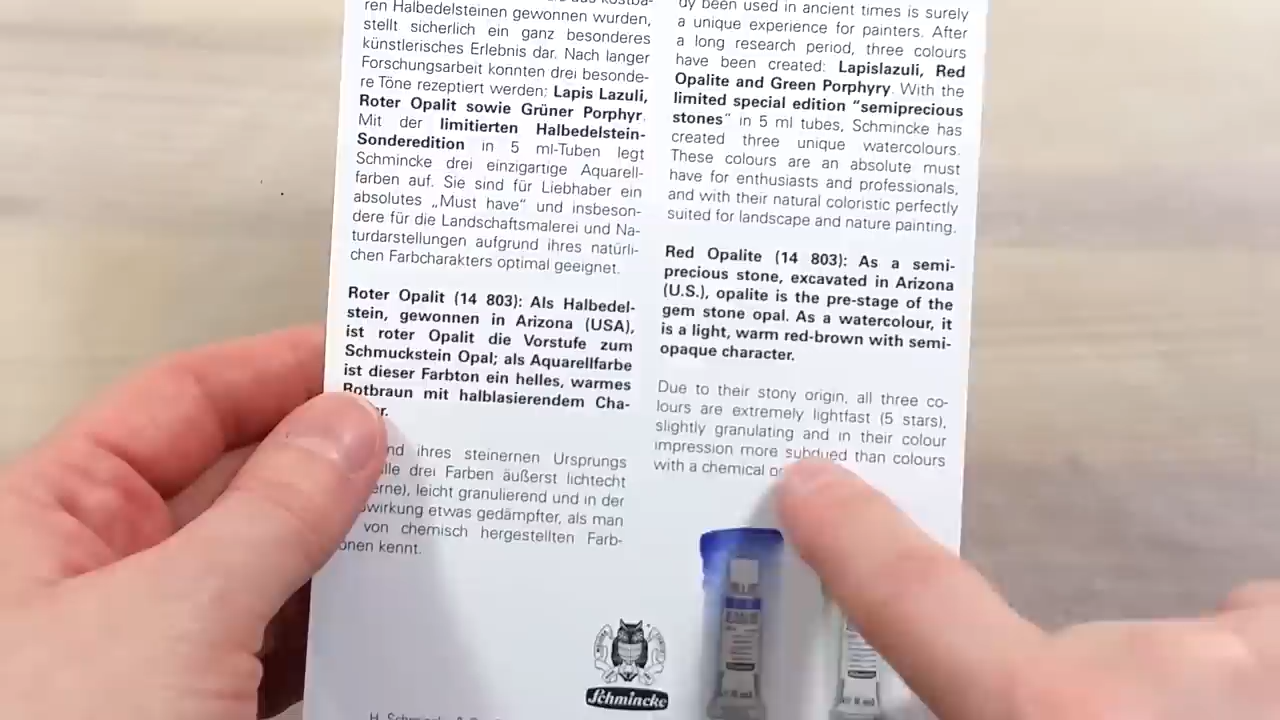 ren Halbedelsteinen gewonnen wurden,
stellt sicherlich ein ganz besonderes
künstlerisches Erlebnis dar. Nach langer
Forschungsarbeit konnten drei besonde-
re Töne rezeptiert werden: Lapis Lazuli,
Roter Opalit sowie Grüner Porphyr.
Mit der limitierten Halbedelstein-
Sonderedition in 5 ml-Tuben legt
Schmincke drei einzigartige Aquarell-
farben auf. Sie sind für Liebhaber ein
absolutes „Must have" und insbeson-
dere für die Landschaftsmalerei und Na-
turdarstellungen aufgrund ihres natürli-
chen Farbcharakters optimal geeignet.
Roter Opalit (14 803): Als Halbedel-
stein, gewonnen in Arizona (USA),
ist roter Opalit die Vorstufe zum
Schmuckstein Opal; als Aquarellfarbe
ist dieser Farbton ein helles, warmes
Rotbraun mit halblasierendem Cha-
r.
nd ihres steinernen Ursprungs
lle drei Farben äußerst lichtecht
erne), leicht granulierend und in der
wirkung etwas gedämpfter, als man
von chemisch hergestellten Farb-
onen kennt.
dy been used in ancient times is surely
a unique experience for painters. After
a long research period, three colours
have been created: Lapislazuli, Red
Opalite and Green Porphyry. With the
limited special edition "semiprecious
stones" in 5 ml tubes, Schmincke has
created three unique watercolours.
These colours are an absolute must
have for enthusiasts and professionals,
and with their natural coloristic perfectly
suited for landscape and nature painting.
Red Opalite (14 803): As a semi-
precious stone, excavated in Arizona
(U.S.), opalite is the pre-stage of the
gem stone opal. As a watercolour, it
is a light, warm red-brown with semi-
opaque character.
Due to their stony origin, all three co-
lours are extremely lightfast (5 stars),
slightly granulating and in their colour
impression more subdued than colours
with a chemical
Schmincke